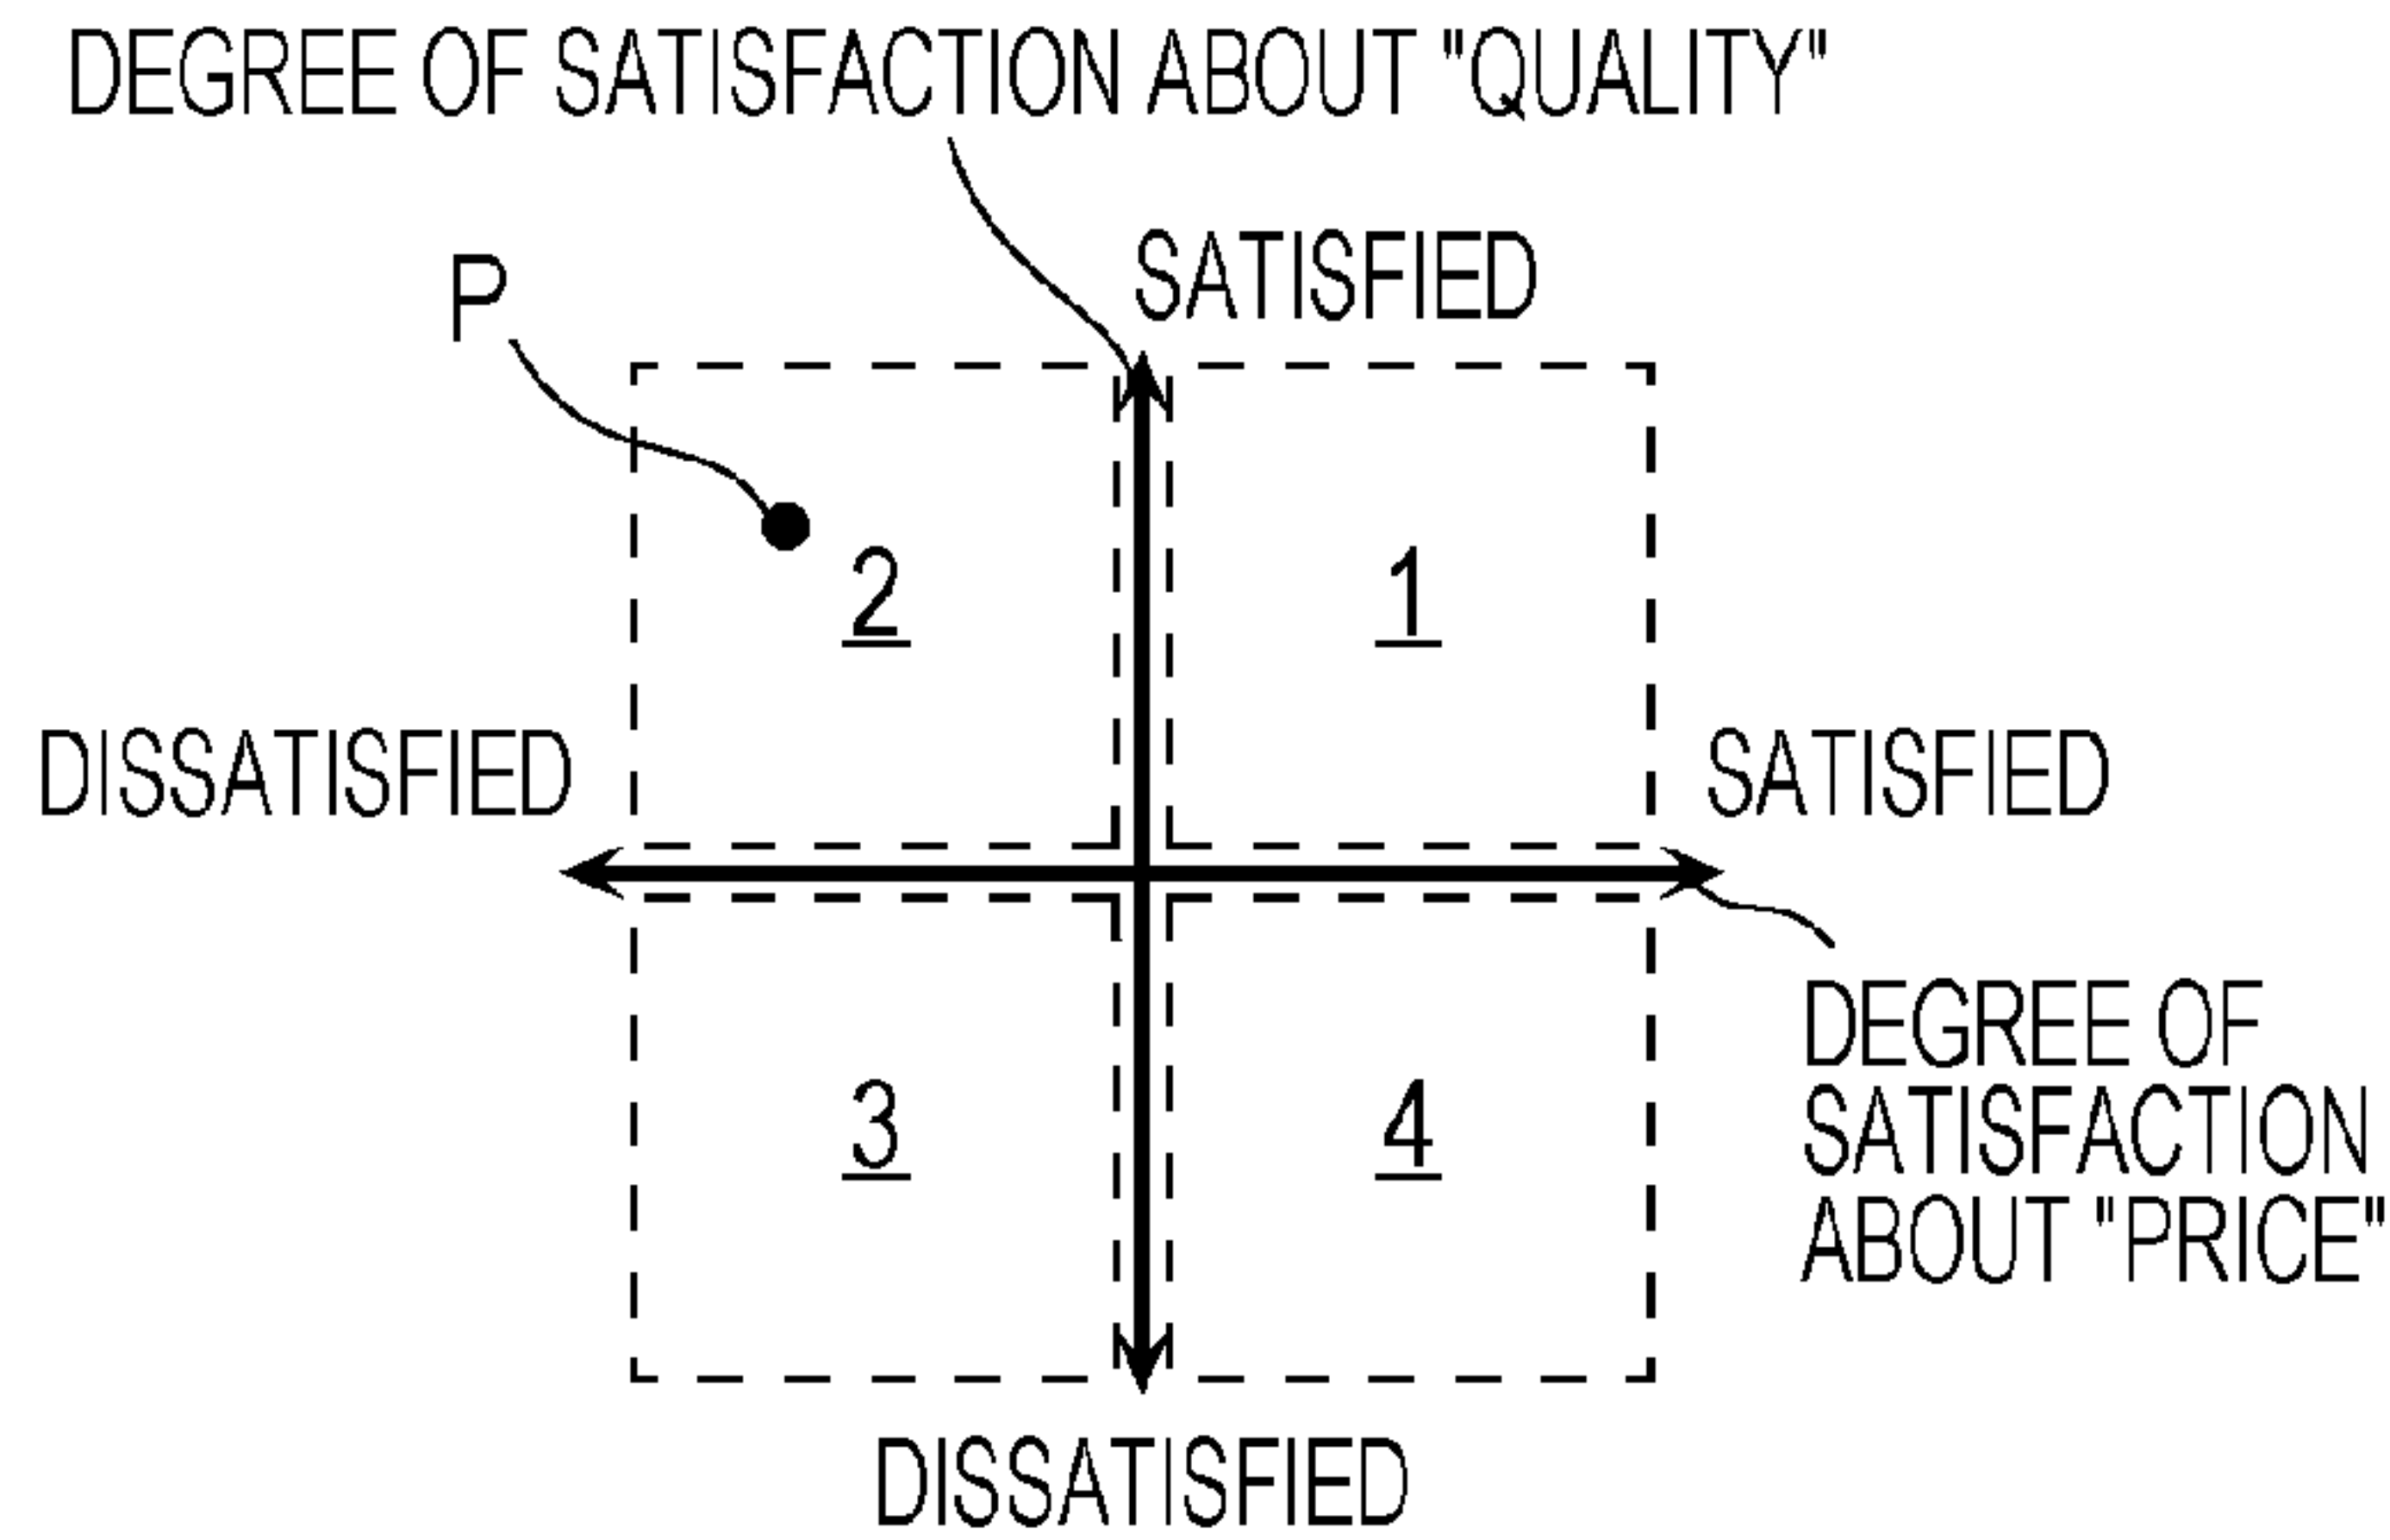 DEGREE OF SATISFACTION ABOUT "QUALITY"
SATISFIED
P
2
1
DISSATISFIED
SATISFIED
3
4
DEGREE OF
SATISFACTION
ABOUT "PRICE"
DISSATISFIED